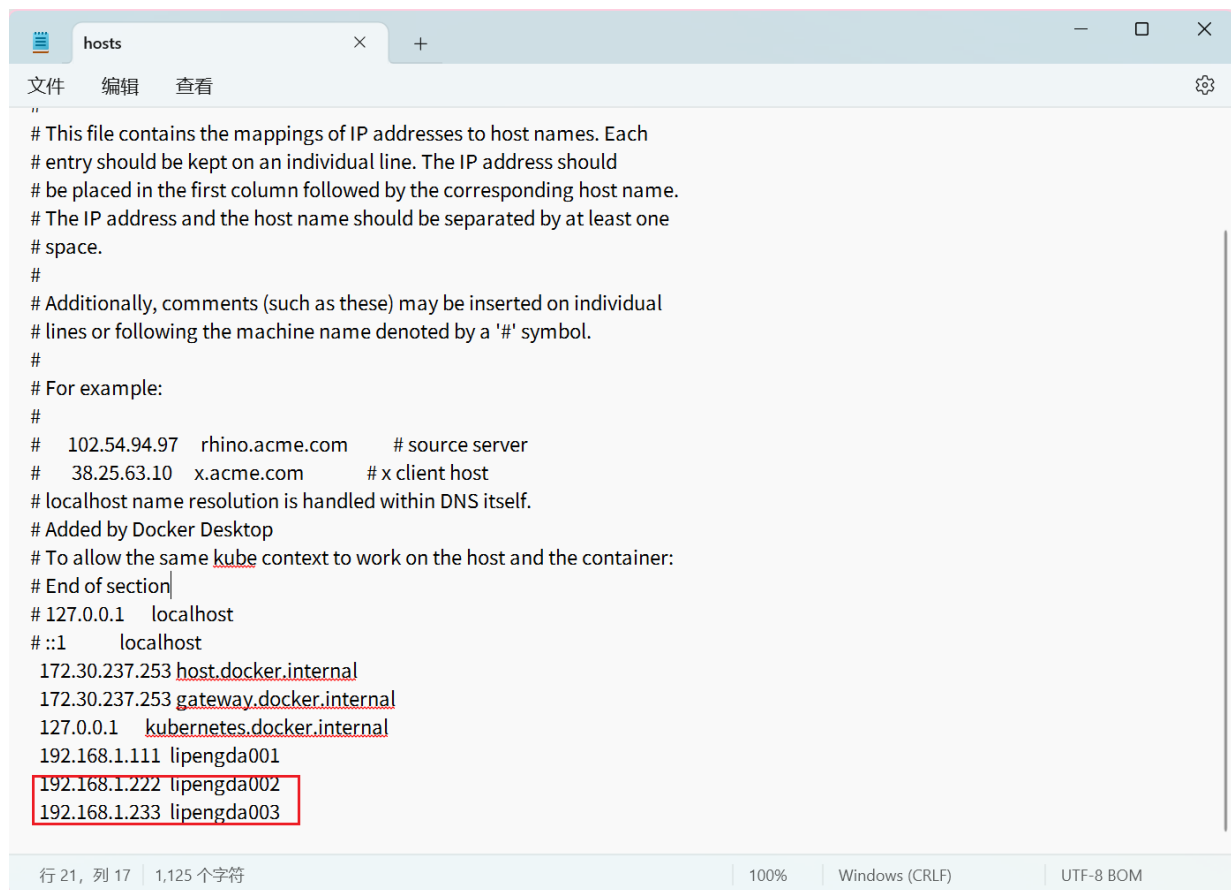 hosts
文件 编辑 查看
#
# This file contains the mappings of IP addresses to host names. Each
# entry should be kept on an individual line. The IP address should
# be placed in the first column followed by the corresponding host name.
# The IP address and the host name should be separated by at least one
# space.
#
# Additionally, comments (such as these) may be inserted on individual
# lines or following the machine name denoted by a '#' symbol.
#
# For example:
#
# 102.54.94.97 rhino.acme.com # source server
# 38.25.63.10 x.acme.com # x client host
# localhost name resolution is handled within DNS itself.
# Added by Docker Desktop
# To allow the same kube context to work on the host and the container:
# End of section
# 127.0.0.1 localhost
# ::1 localhost
172.30.237.253 host.docker.internal
172.30.237.253 gateway.docker.internal
127.0.0.1 kubernetes.docker.internal
192.168.1.111 lipengda001
192.168.1.222 lipengda002
192.168.1.233 lipengda003
行 21，列 17 1,125 个字符 100% Windows (CRLF) UTF-8 BOM